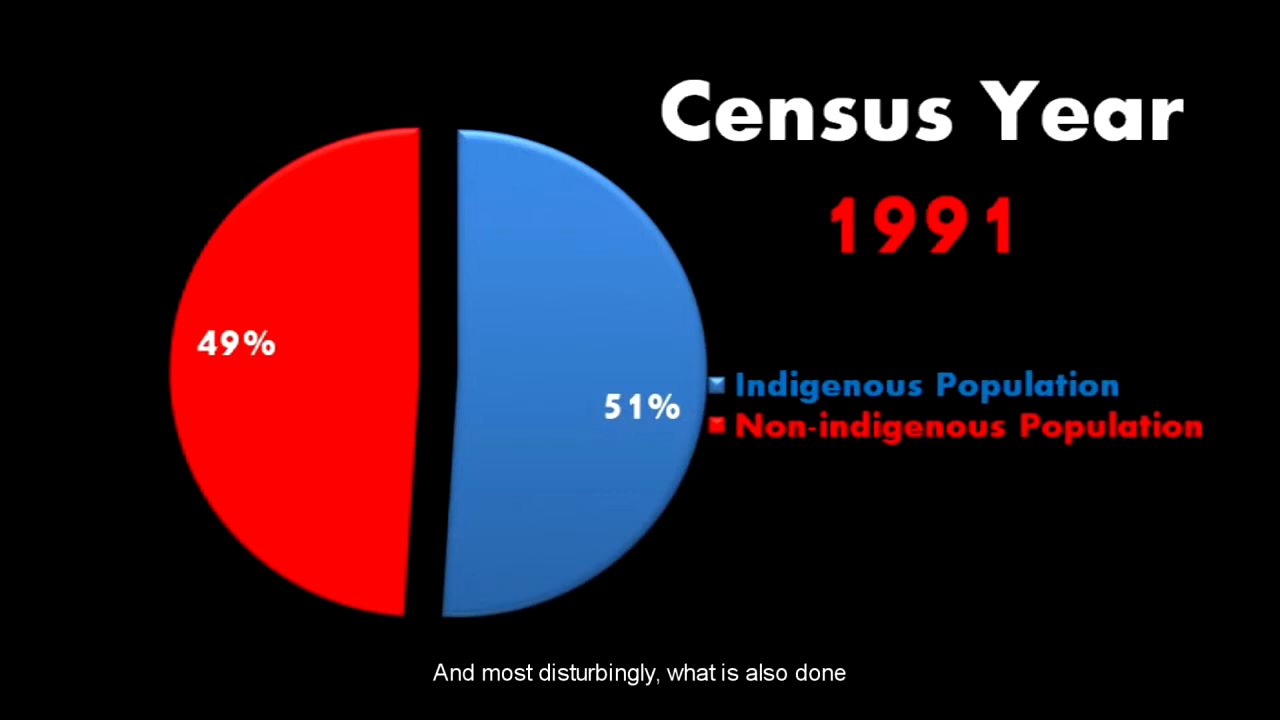 Census Year
1991
49%
51%
Indigenous Population
Non-indigenous Population
And most disturbingly, what is also done